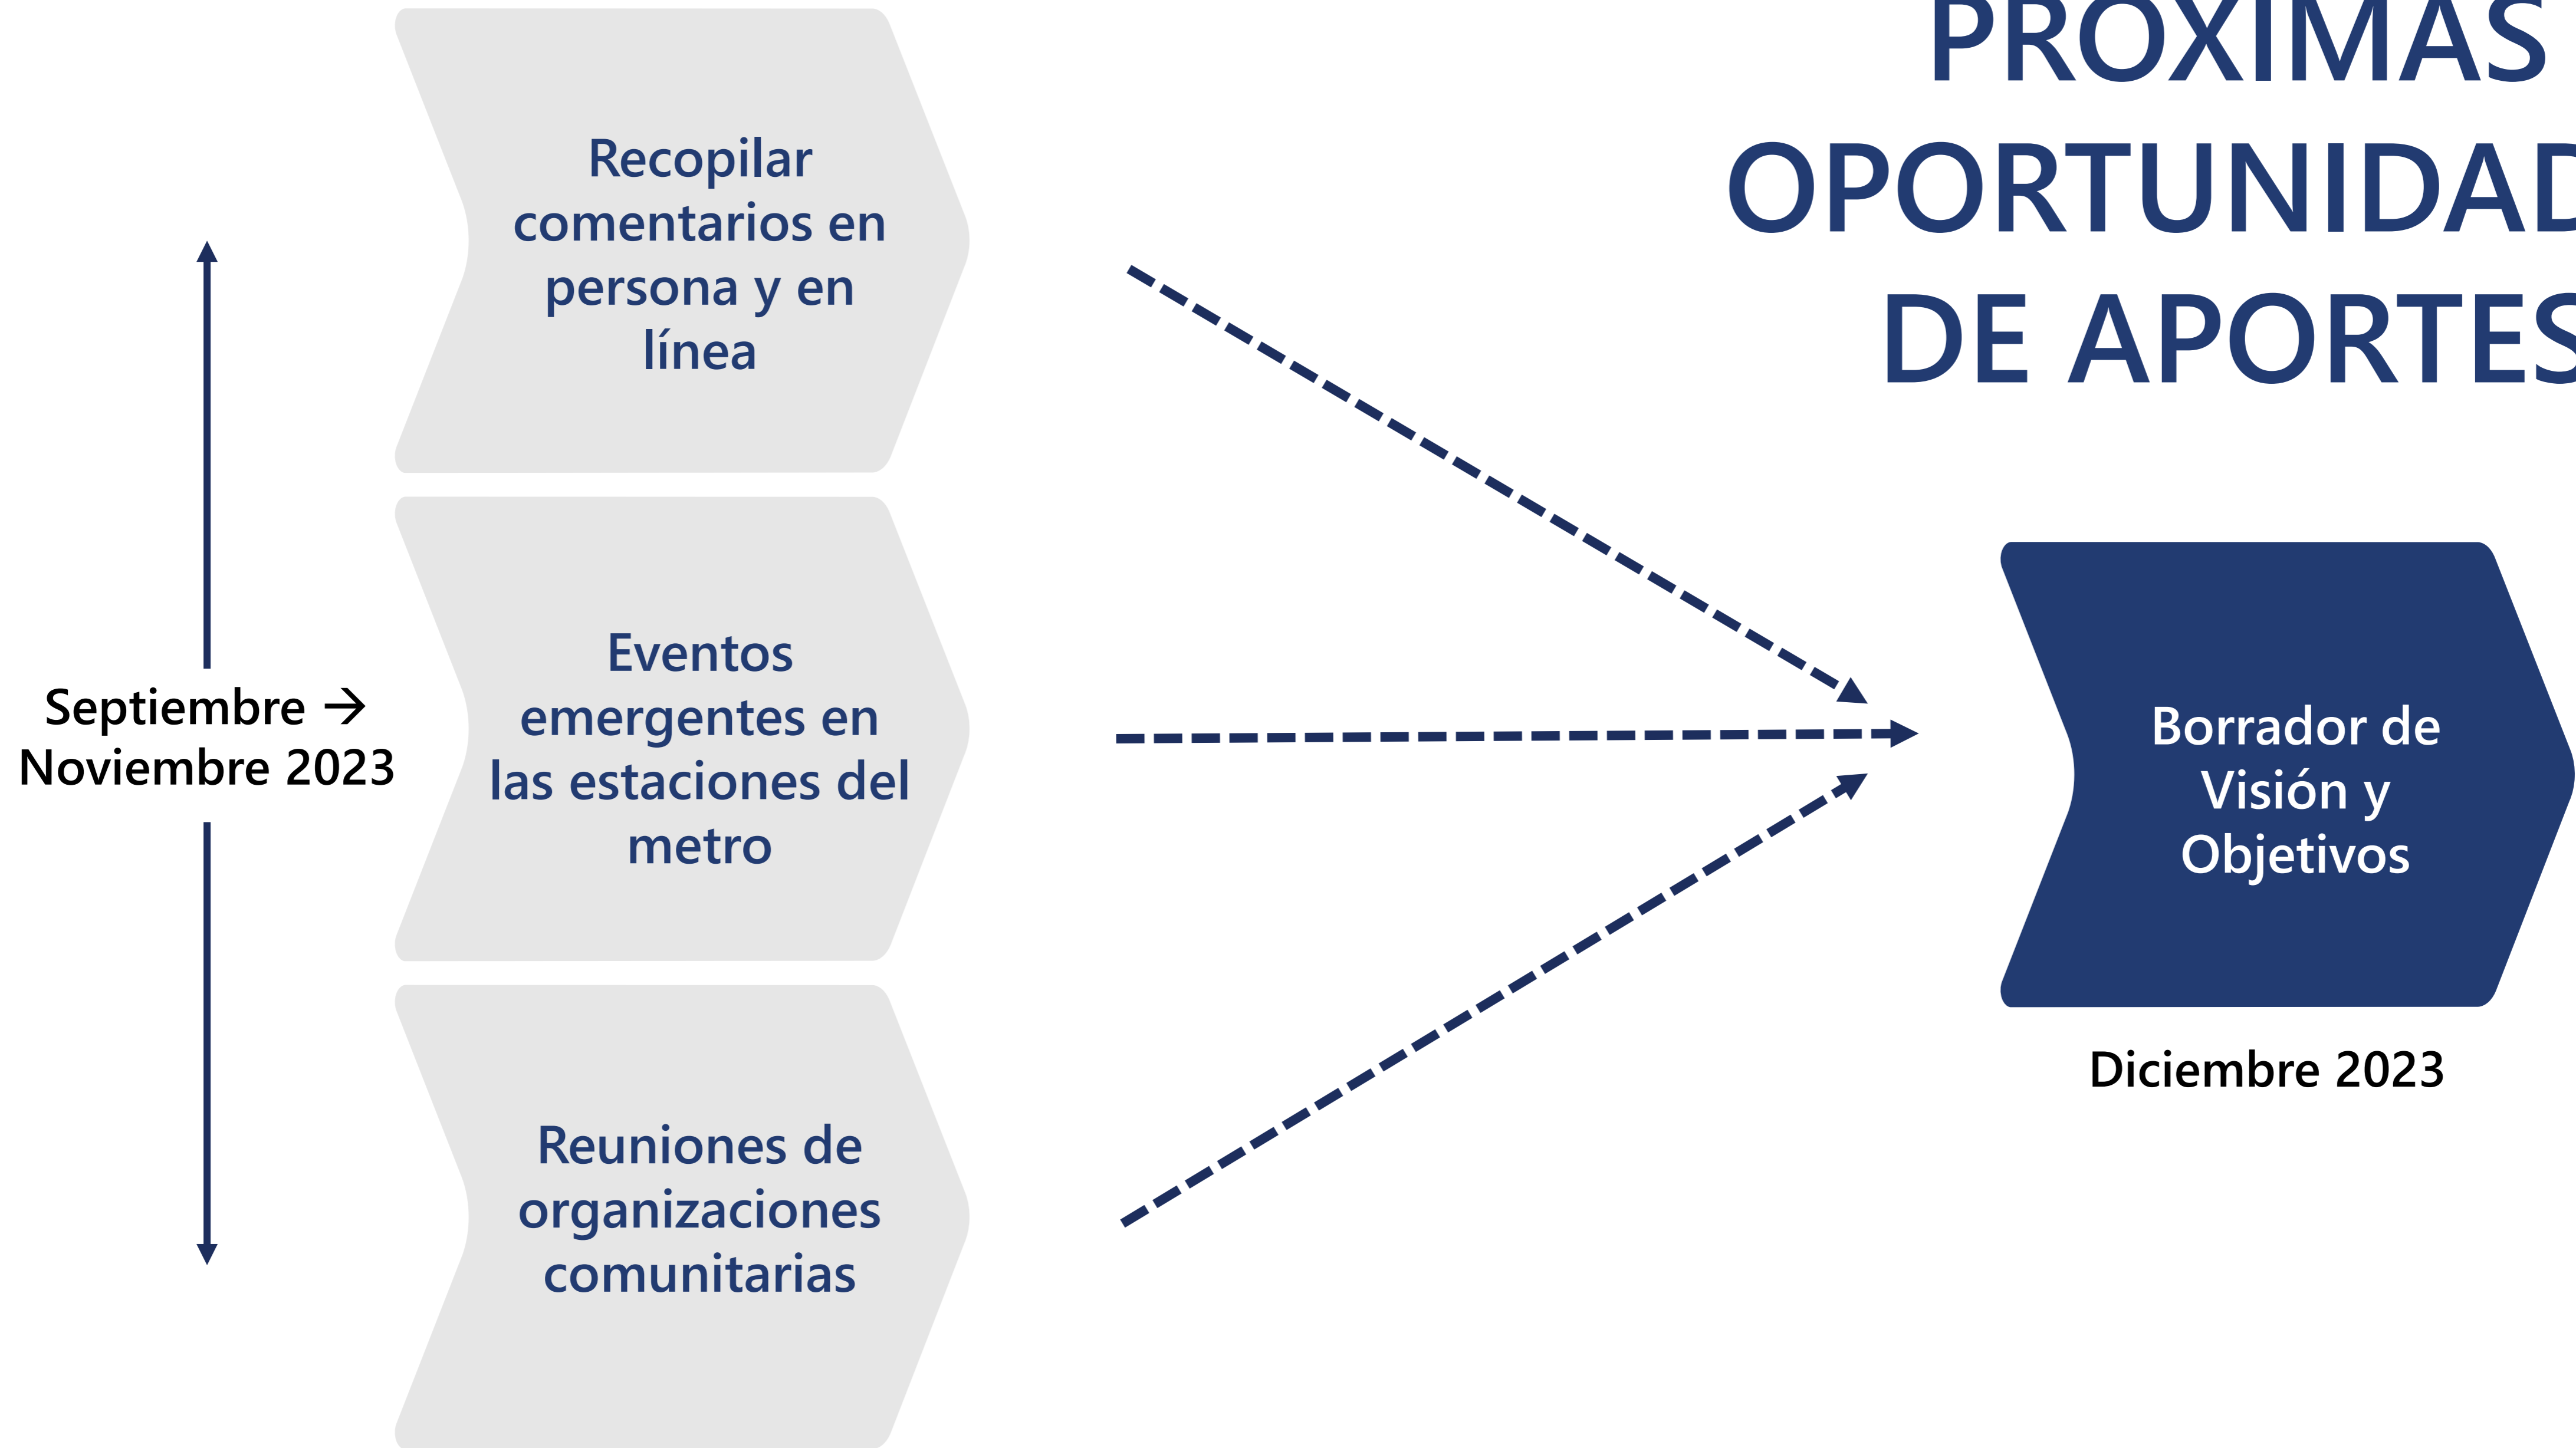 PRÓXIMAS
OPORTUNIDAD
DE APORTES
Recopilar
comentarios en
persona y en
línea
Eventos
emergentes en
las estaciones del
metro
Septiembre →
Noviembre 2023
Reuniones de
organizaciones
comunitarias
Borrador de
Visión y
Objetivos
Diciembre 2023